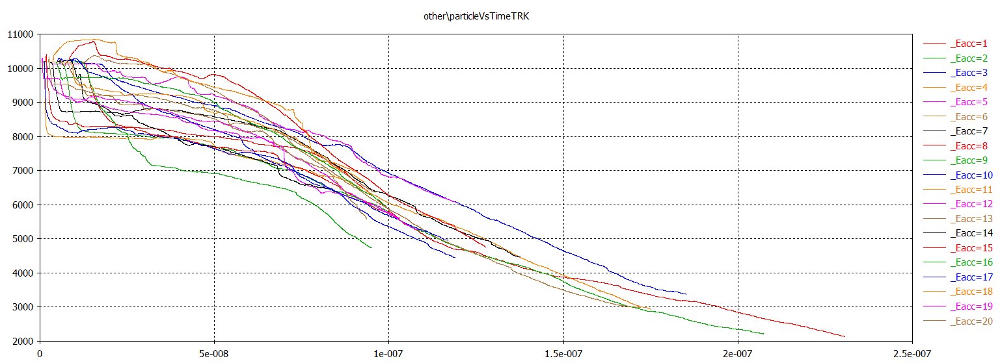 other\particleVsTimeTRK
11000
10000
9000
8000
7000
6000
5000
4000
3000
2000
0
5e-008
1e-007
1.5e-007
2e-007
2.5e-007
_Eacc=1
_Eacc=2
_Eacc=3
_Eacc=4
_Eacc=5
_Eacc=6
_Eacc=7
_Eacc=8
_Eacc=9
_Eacc=10
_Eacc=11
_Eacc=12
_Eacc=13
_Eacc=14
_Eacc=15
_Eacc=16
_Eacc=17
_Eacc=18
_Eacc=19
_Eacc=20